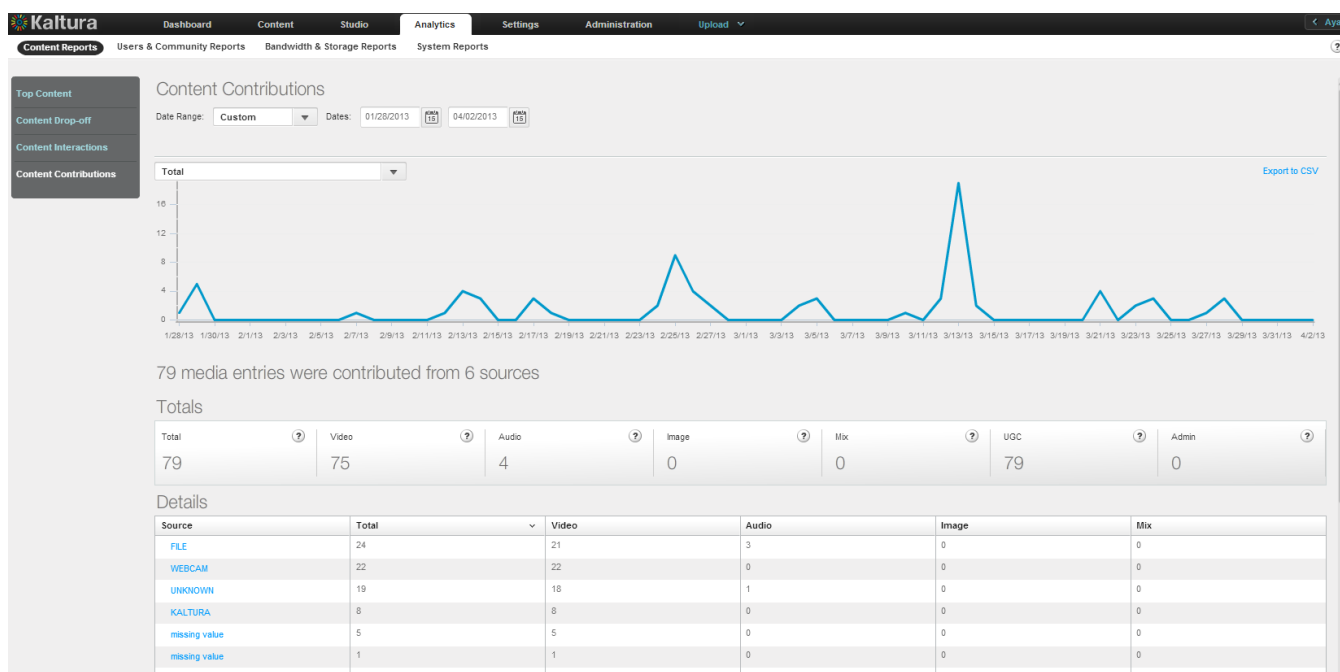 Kaltura Dashboard Content Studio Analytics Settings Administration Upload
Content Reports Users & Community Reports Bandwidth & Storage Reports System Reports ?
Top Content
Content Drop-off
Content Interactions
Content Contributions
Content Contributions
Date Range: Custom Dates: 01/28/2013 15 04/02/2013 15
Total Export to CSV
16
12
8
4
0
1/28/13 1/30/13 2/1/13 2/3/13 2/5/13 2/7/13 2/9/13 2/11/13 2/13/13 2/15/13 2/17/13 2/19/13 2/21/13 2/23/13 2/25/13 2/27/13 3/1/13 3/3/13 3/5/13 3/7/13 3/9/13 3/11/13 3/13/13 3/15/13 3/17/13 3/19/13 3/21/13 3/23/13 3/25/13 3/27/13 3/29/13 3/31/13 4/2/13
79 media entries were contributed from 6 sources
Totals
Total ? Video ? Audio ? Image ? Mix ? UGC ? Admin ?
79 75 4 0 0 79 0
Details
Source Total Video Audio Image Mix
FILE 24 21 3 0 0
WEBCAM 22 22 0 0 0
UNKNOWN 19 18 1 0 0
KALTURA 8 8 0 0 0
missing value 5 5 0 0 0
missing value 1 1 0 0 0